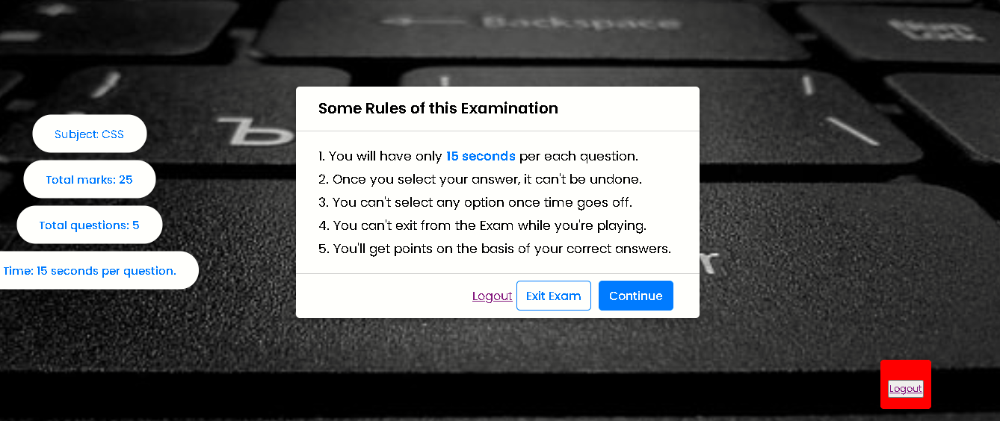 Backspace
Num
Lock
Ъ
Subject: CSS
Total marks: 25
Total questions: 5
Time: 15 seconds per question.
Some Rules of this Examination
1. You will have only 15 seconds per each question.
2. Once you select your answer, it can't be undone.
3. You can't select any option once time goes off.
4. You can't exit from the Exam while you're playing.
5. You'll get points on the basis of your correct answers.
Logout
Exit Exam
Continue
Logout